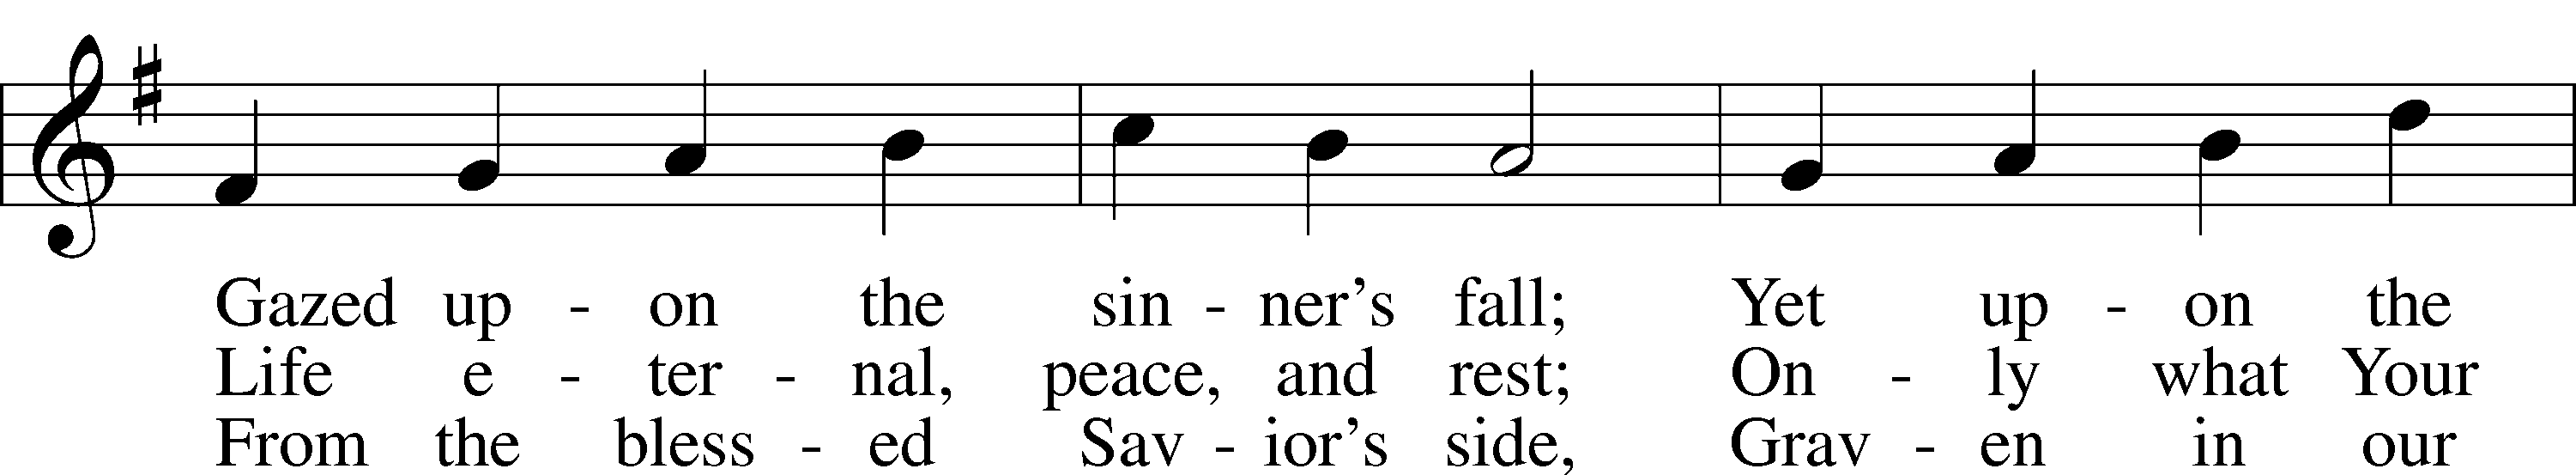 Gazed up - on the sin - ner's fall; Yet up - on the
Life e - ter - nal, peace, and rest; On - ly what Your
From the bless - ed Sav - ior's side, Grav - en in our